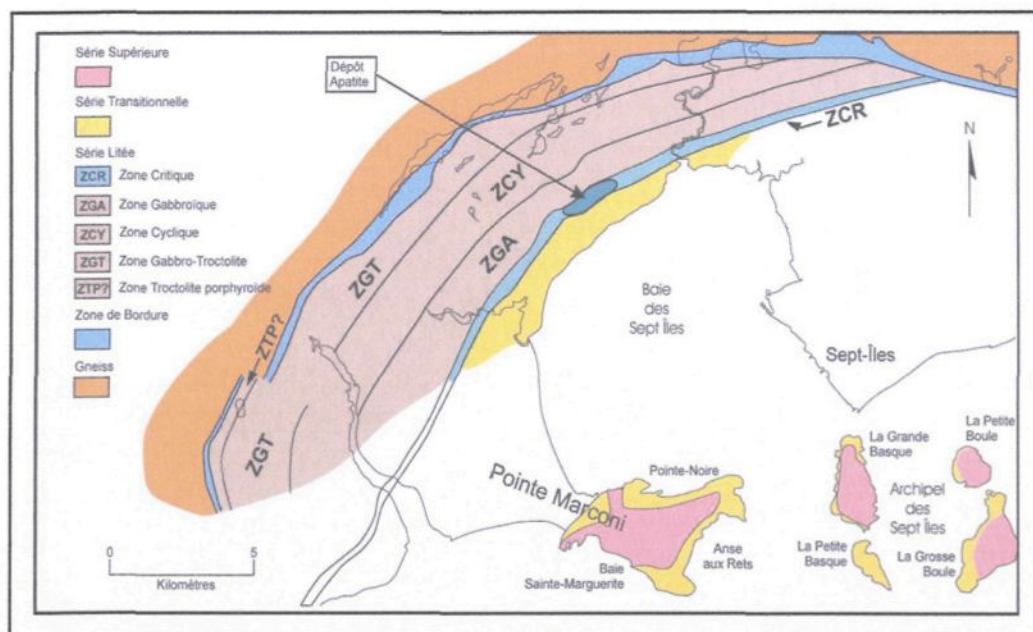 Série Supérieure
Série Transitionnelle
Série Litée
ZCR Zone Critique
ZGA Zone Gabbroïque
ZCY Zone Cyclique
ZGT Zone Gabbro-Troctolite
ZTP? Zone Troctolite porphyroïde
Zone de Bordure
Gneiss
Dépôt
Apatite
ZCR
N
ZCY
ZGT
ZGA
ZTP?
ZGT
Baie
des
Sept Îles
Sept-Îles
La Grande
Basque
La Petite
Boule
Pointe-Noire
Pointe Marconi
Archipel
des
Sept Îles
Anse
aux Rets
La Petite
Basque
La Grosse
Boule
Baie
Sainte-Marguerite
0 5
Kilomètres